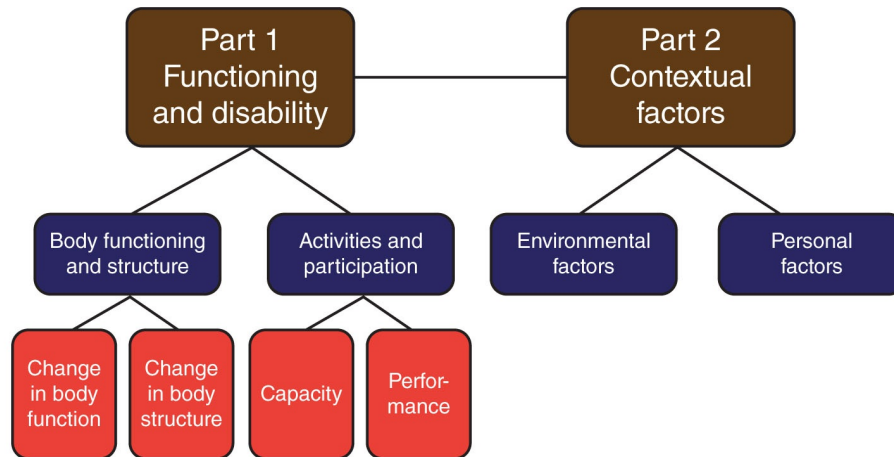 Part 1
Functioning
and disability
Part 2
Contextual
factors
Body functioning
and structure
Activities and
participation
Environmental
factors
Personal
factors
Change
in body
function
Change
in body
structure
Capacity
Perfor-
mance